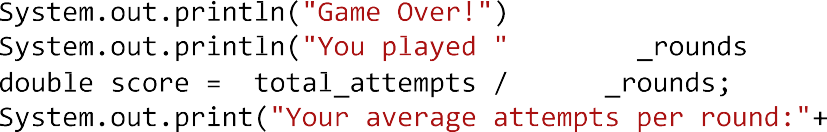 System.out.println("Game Over!")
System.out.println("You played " _rounds
double score = total_attempts / _rounds;
System.out.print("Your average attempts per round:"+